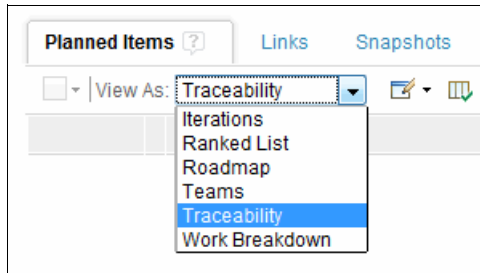 Planned Items ? Links Snapshots
View As: Traceability
Iterations
Ranked List
Roadmap
Teams
Traceability
Work Breakdown